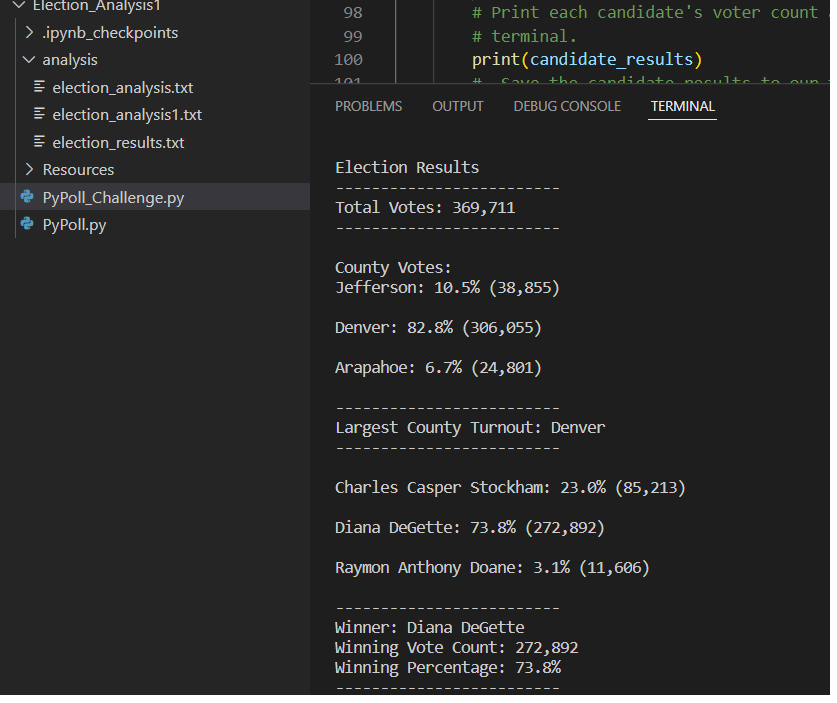 Election_Analysis1
.ipynb_checkpoints
analysis
election_analysis.txt
election_analysis1.txt
election_results.txt
Resources
PyPoll_Challenge.py
PyPoll.py
98 # Print each candidate's voter count
99 # terminal.
100 print(candidate_results)
101 # Save the candidate results to our
PROBLEMS OUTPUT DEBUG CONSOLE TERMINAL
Election Results
-------------------------
Total Votes: 369,711
-------------------------
County Votes:
Jefferson: 10.5% (38,855)
Denver: 82.8% (306,055)
Arapahoe: 6.7% (24,801)
-------------------------
Largest County Turnout: Denver
-------------------------
Charles Casper Stockham: 23.0% (85,213)
Diana DeGette: 73.8% (272,892)
Raymon Anthony Doane: 3.1% (11,606)
-------------------------
Winner: Diana DeGette
Winning Vote Count: 272,892
Winning Percentage: 73.8%
-------------------------